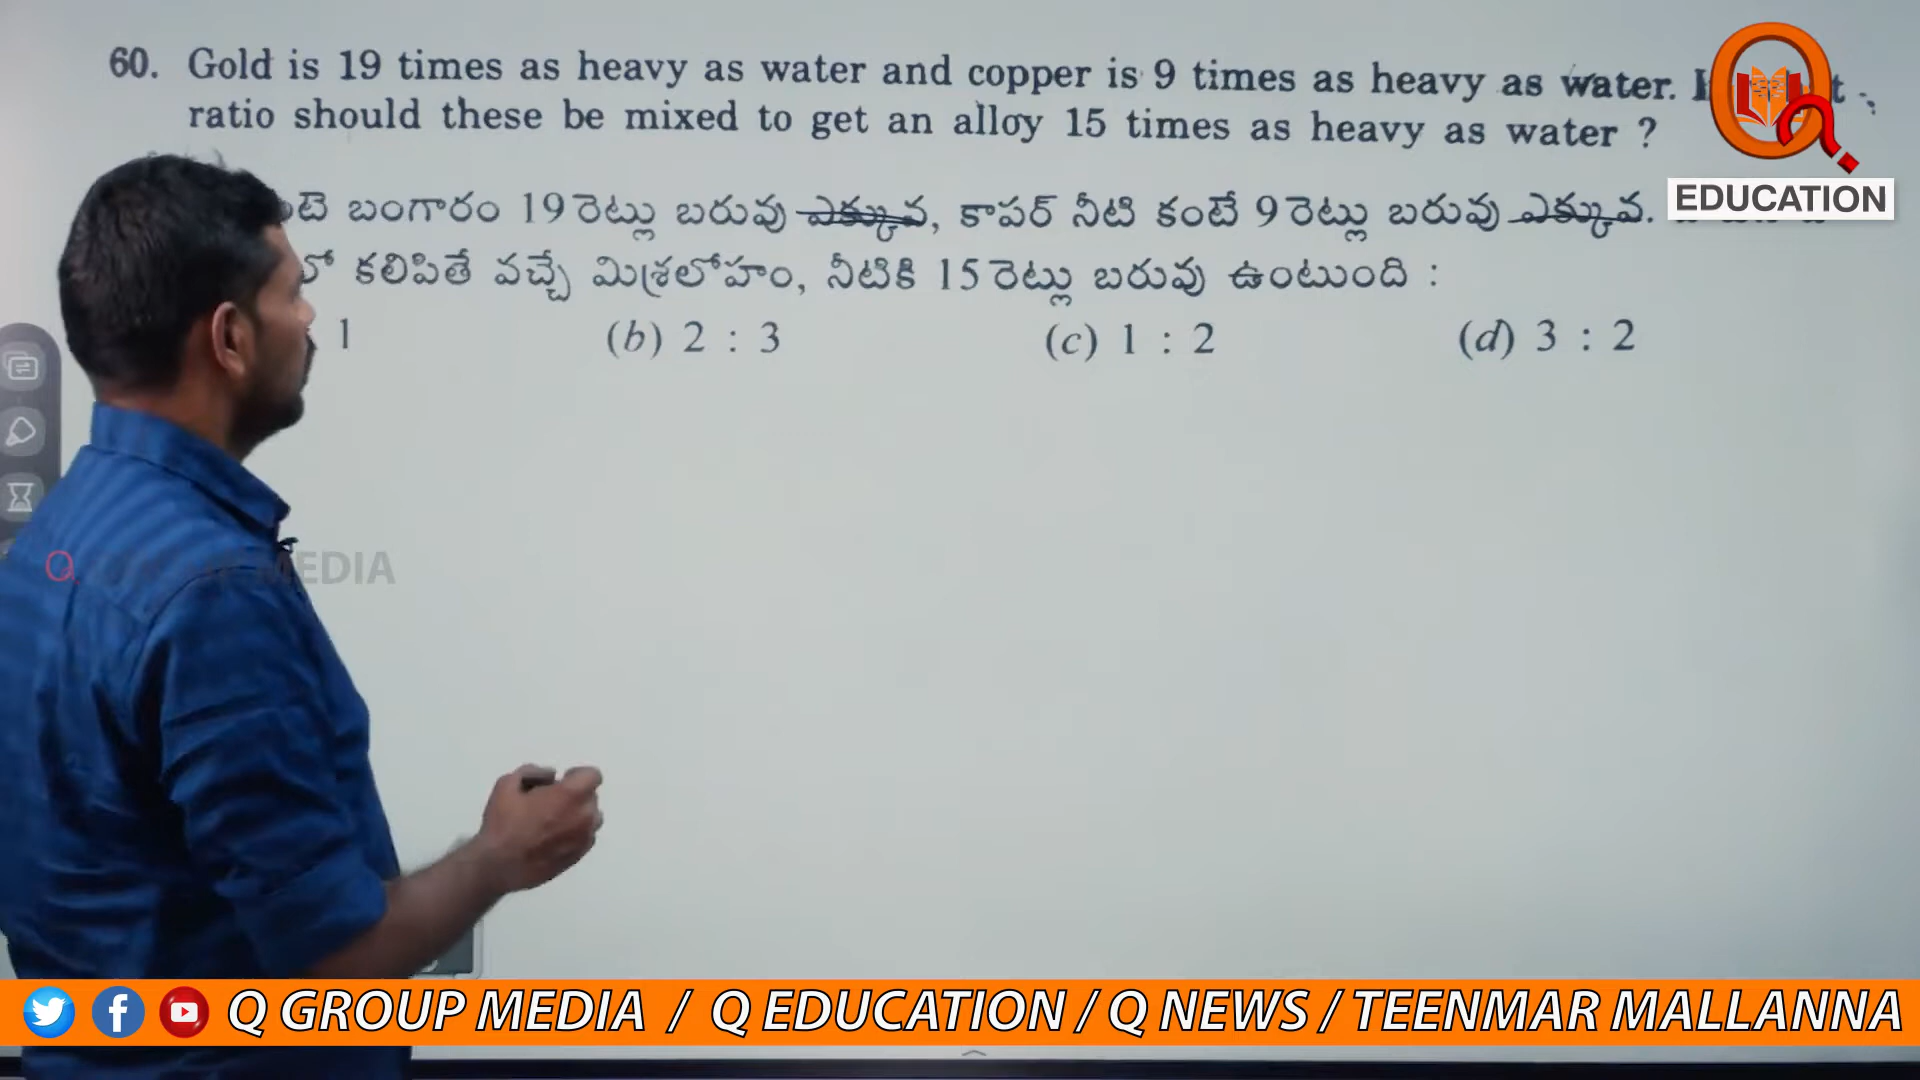 60. Gold is 19 times as heavy as water and copper is 9 times as heavy as water.
ratio should these be mixed to get an alloy 15 times as heavy as water ?
బంగారం 19 రెట్లు బరువు ఎక్కువ, కాపర్ నీటి కంటే 9 రెట్లు బరువు ఎక్కువ.
కలిపితే వచ్చే మిశ్రలోహం, నీటికి 15 రెట్లు బరువు ఉంటుంది :
1 (b) 2 : 3 (c) 1 : 2 (d) 3 : 2
EDUCATION
MEDIA
Q GROUP MEDIA / Q EDUCATION / Q NEWS / TEENMAR MALLANNA